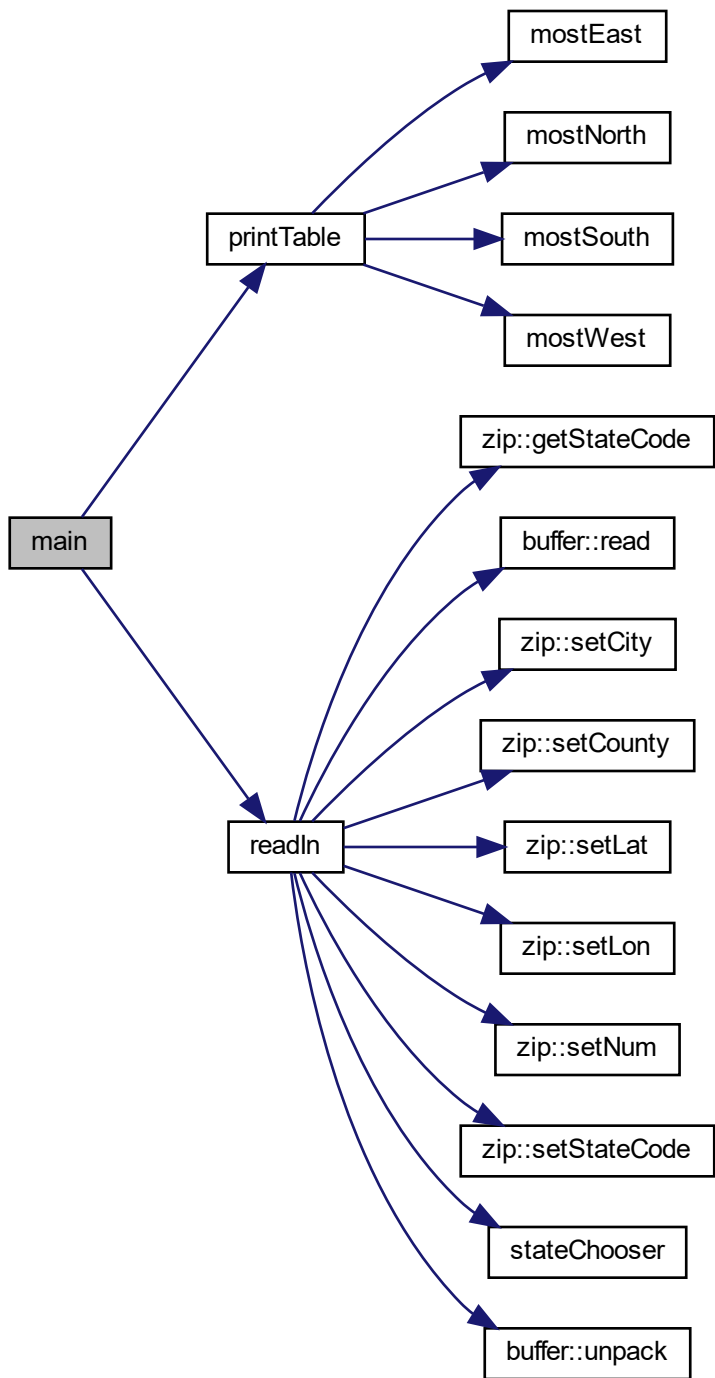 mostEast
mostNorth
printTable
mostSouth
mostWest
zip::getStateCode
main
buffer::read
zip::setCity
zip::setCounty
readIn
zip::setLat
zip::setLon
zip::setNum
zip::setStateCode
stateChooser
buffer::unpack